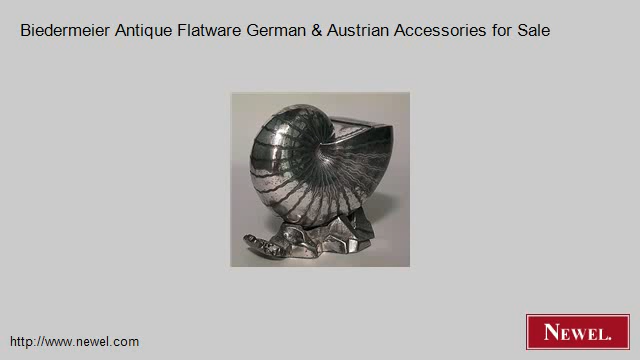 Biedermeier Antique Flatware German & Austrian Accessories for Sale
http://www.newel.com
NEWEL.